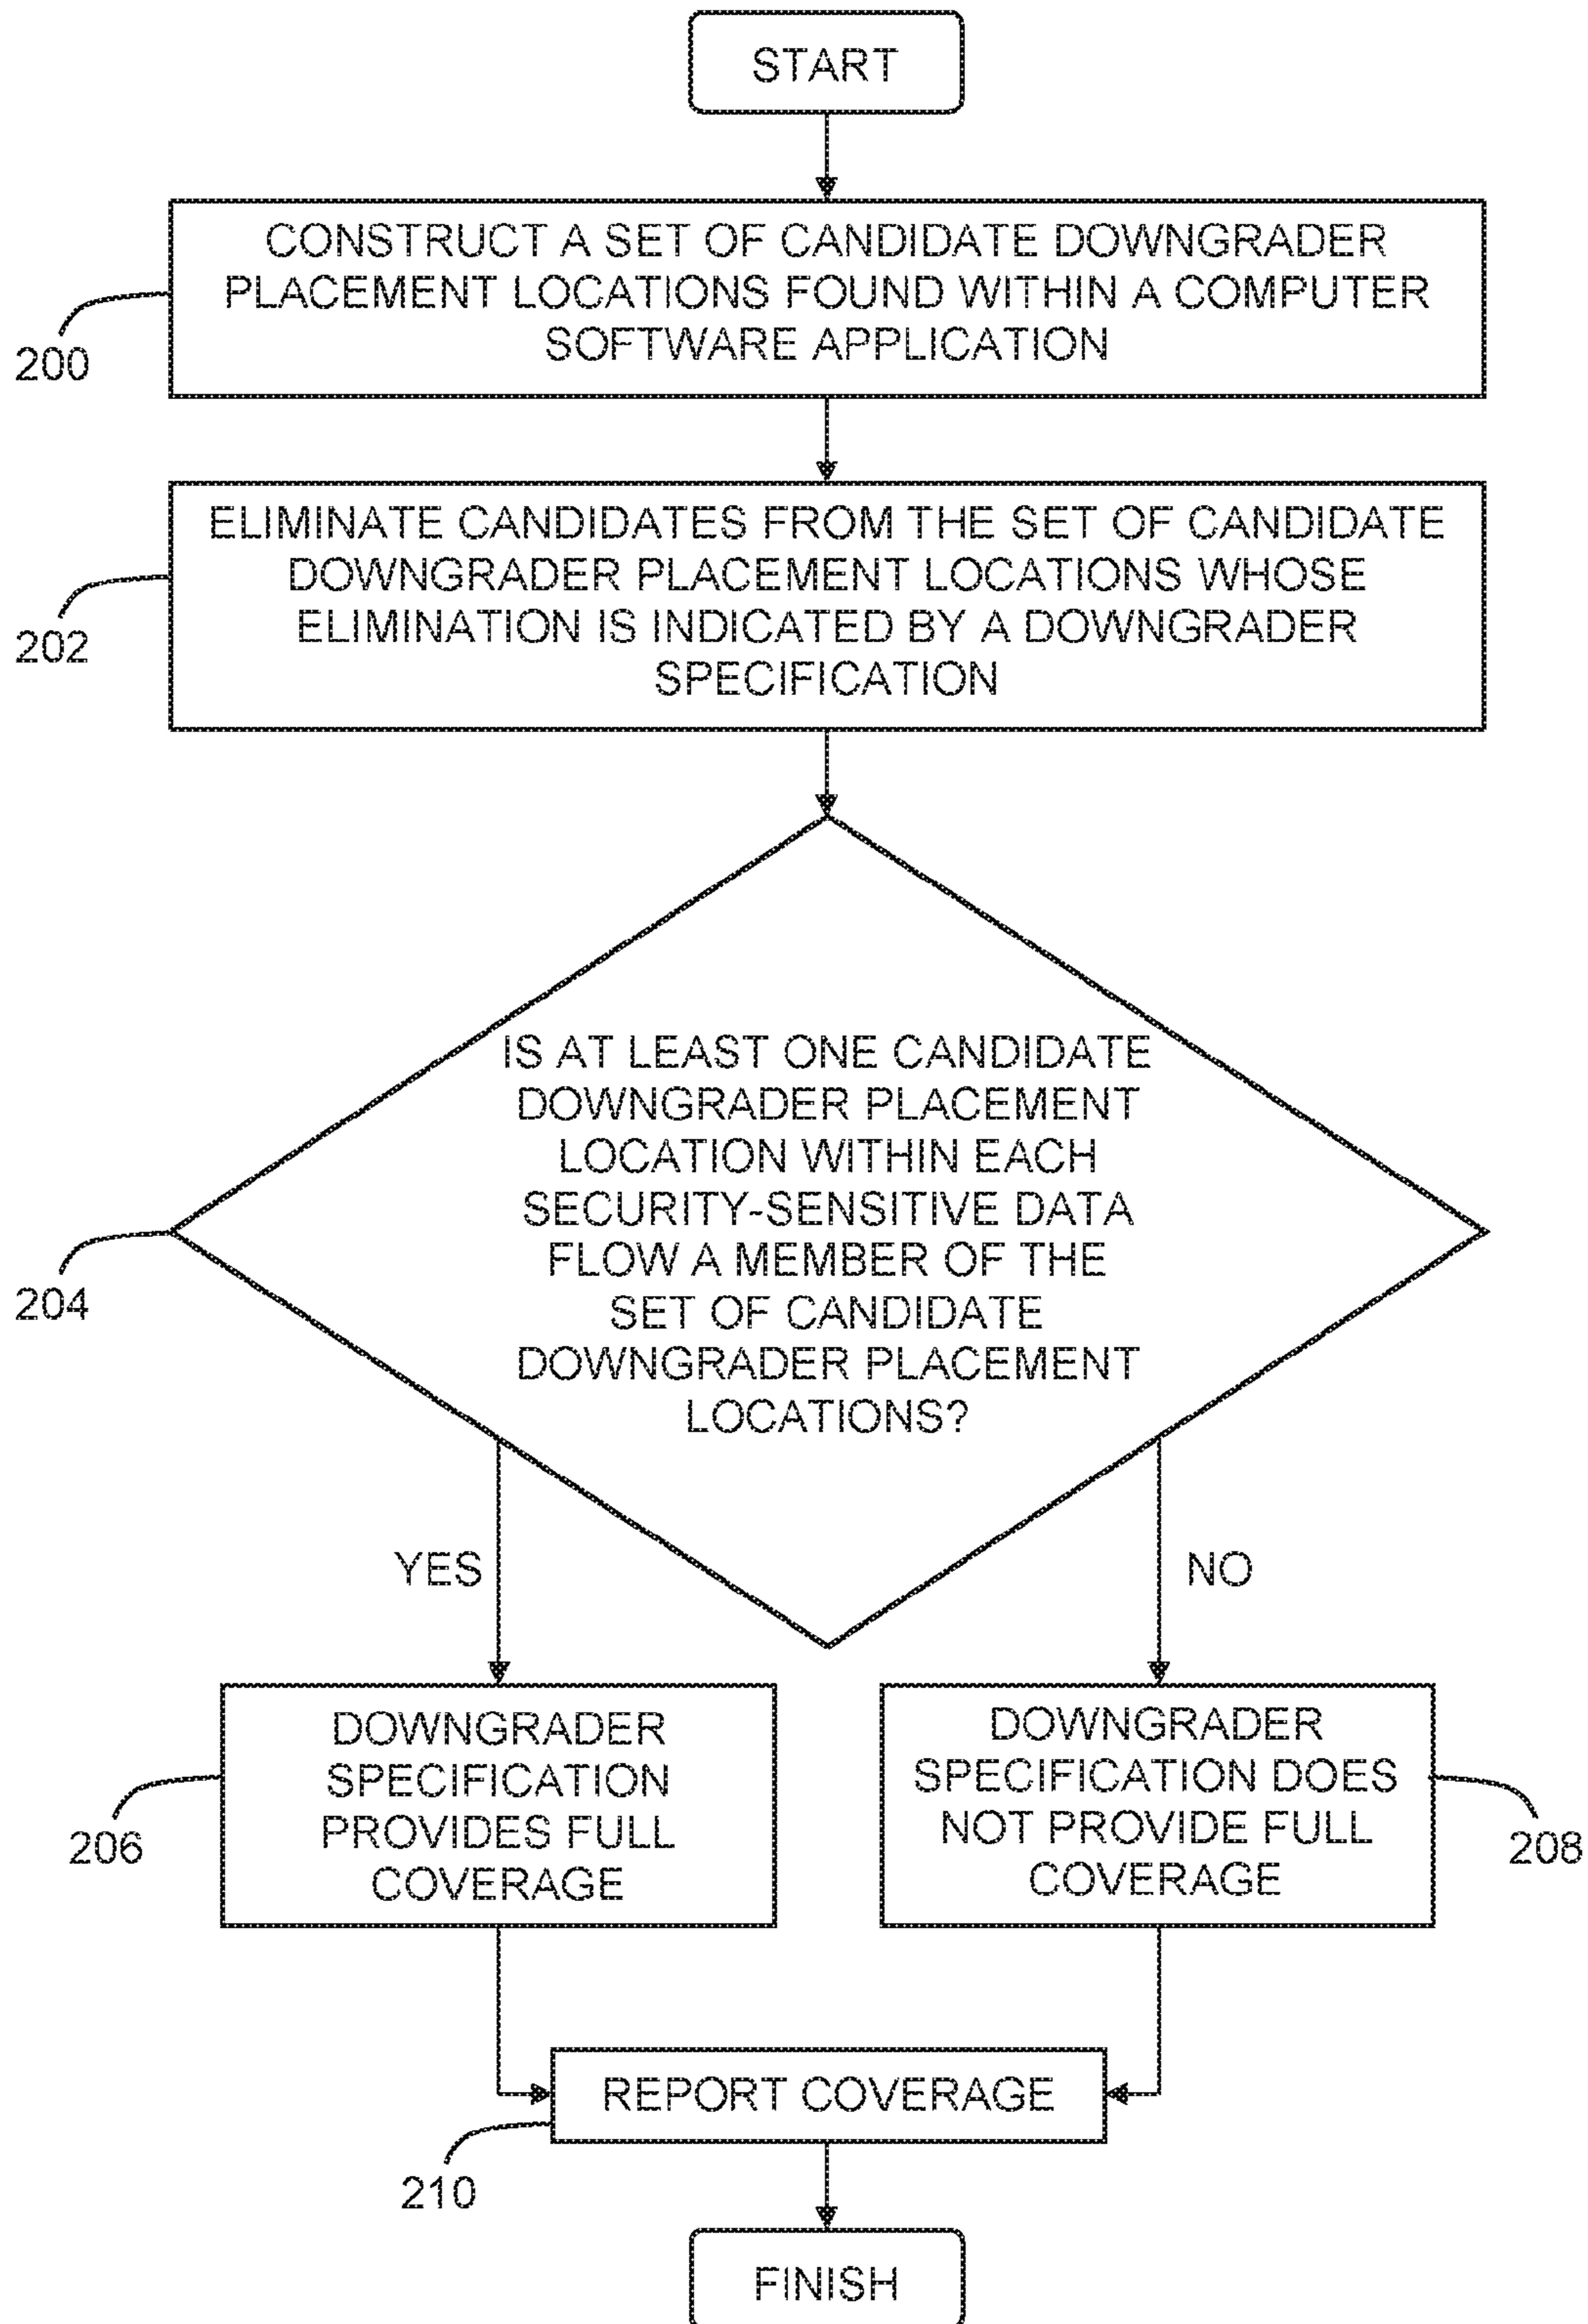 START
CONSTRUCT A SET OF CANDIDATE DOWNGRADER
PLACEMENT LOCATIONS FOUND WITHIN A COMPUTER
SOFTWARE APPLICATION
200
ELIMINATE CANDIDATES FROM THE SET OF CANDIDATE
DOWNGRADER PLACEMENT LOCATIONS WHOSE
ELIMINATION IS INDICATED BY A DOWNGRADER
SPECIFICATION
202
IS AT LEAST ONE CANDIDATE
DOWNGRADER PLACEMENT
LOCATION WITHIN EACH
SECURITY-SENSITIVE DATA
FLOW A MEMBER OF THE
SET OF CANDIDATE
DOWNGRADER PLACEMENT
LOCATIONS?
204
YES
NO
DOWNGRADER
SPECIFICATION
PROVIDES FULL
COVERAGE
206
DOWNGRADER
SPECIFICATION DOES
NOT PROVIDE FULL
COVERAGE
208
REPORT COVERAGE
210
FINISH